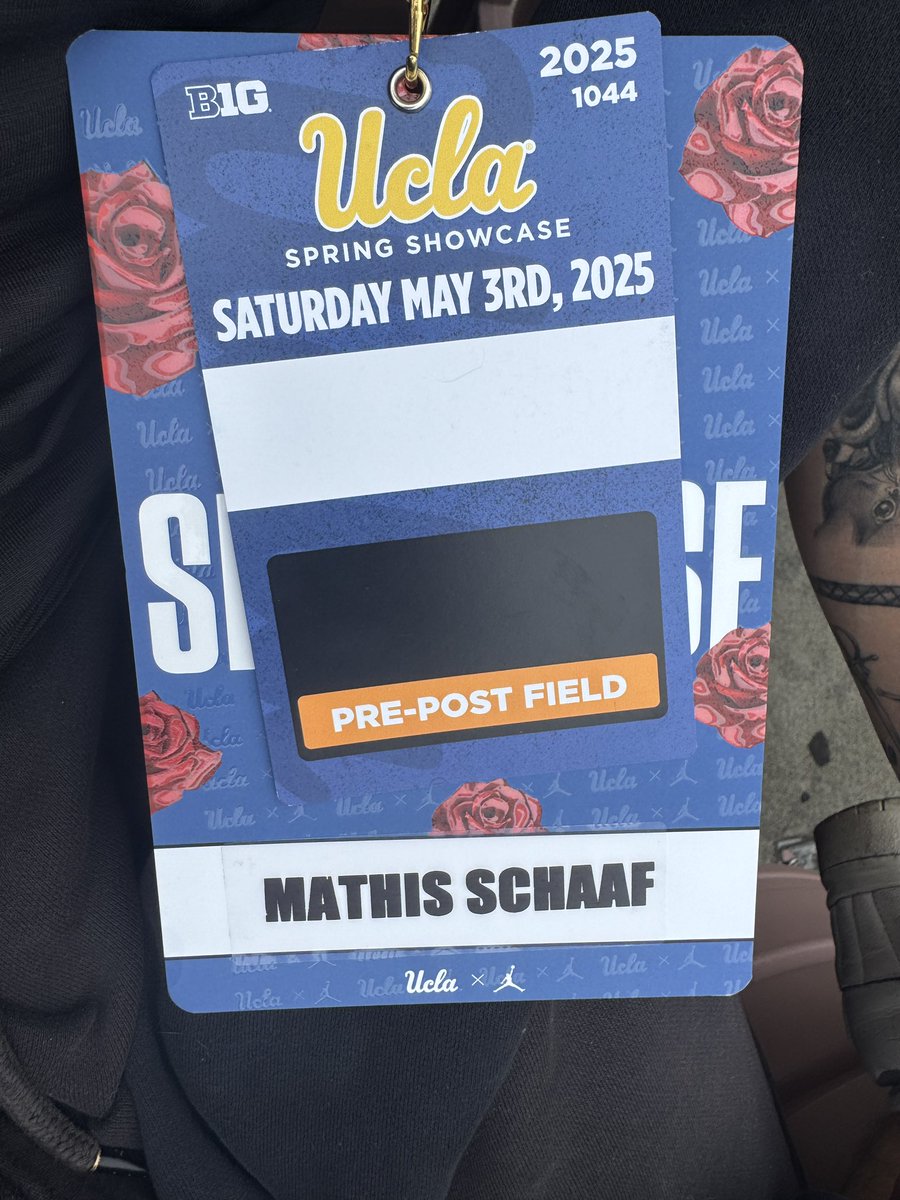 B1G
2025
1044
Ucla
SPRING SHOWCASE
SATURDAY MAY 3RD, 2025
PRE-POST FIELD
MATHIS SCHAAF
Ucla ×